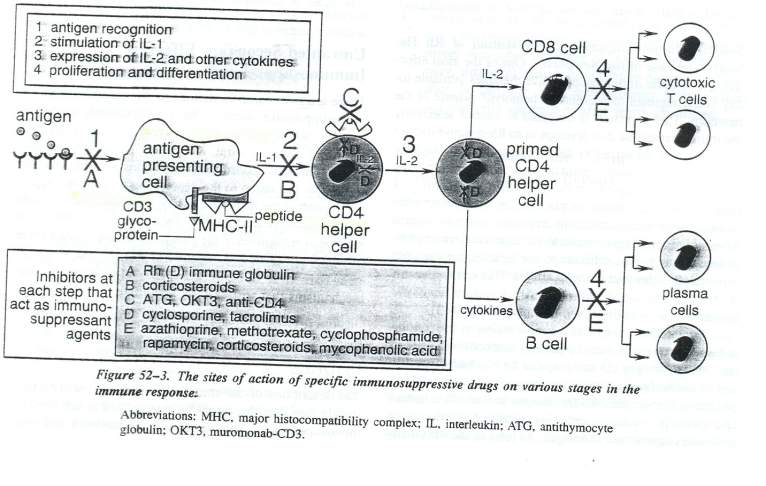 1 antigen recognition
2 stimulation of IL-1
3 expression of IL-2 and other cytokines
4 proliferation and differentiation
antigen
1
A
antigen
presenting
cell
CD3
glyco-
protein
MHC-II
peptide
IL-1
2
B
C
D
IL-2
D
CD4
helper
cell
3
IL-2
D
D
primed
CD4
helper
cell
IL-2
CD8 cell
4
E
cytotoxic
T cells
cytokines
B cell
4
E
plasma
cells
Inhibitors at
each step that
act as immuno-
suppressant
agents
A Rh (D) immune globulin
B corticosteroids
C ATG, OKT3, anti-CD4
D cyclosporine, tacrolimus
E azathioprine, methotrexate, cyclophosphamide,
rapamycin, corticosteroids, mycophenolic acid
Figure 52–3. The sites of action of specific immunosuppressive drugs on various stages in the
immune response.
Abbreviations: MHC, major histocompatibility complex; IL, interleukin; ATG, antithymocyte
globulin; OKT3, muromonab-CD3.